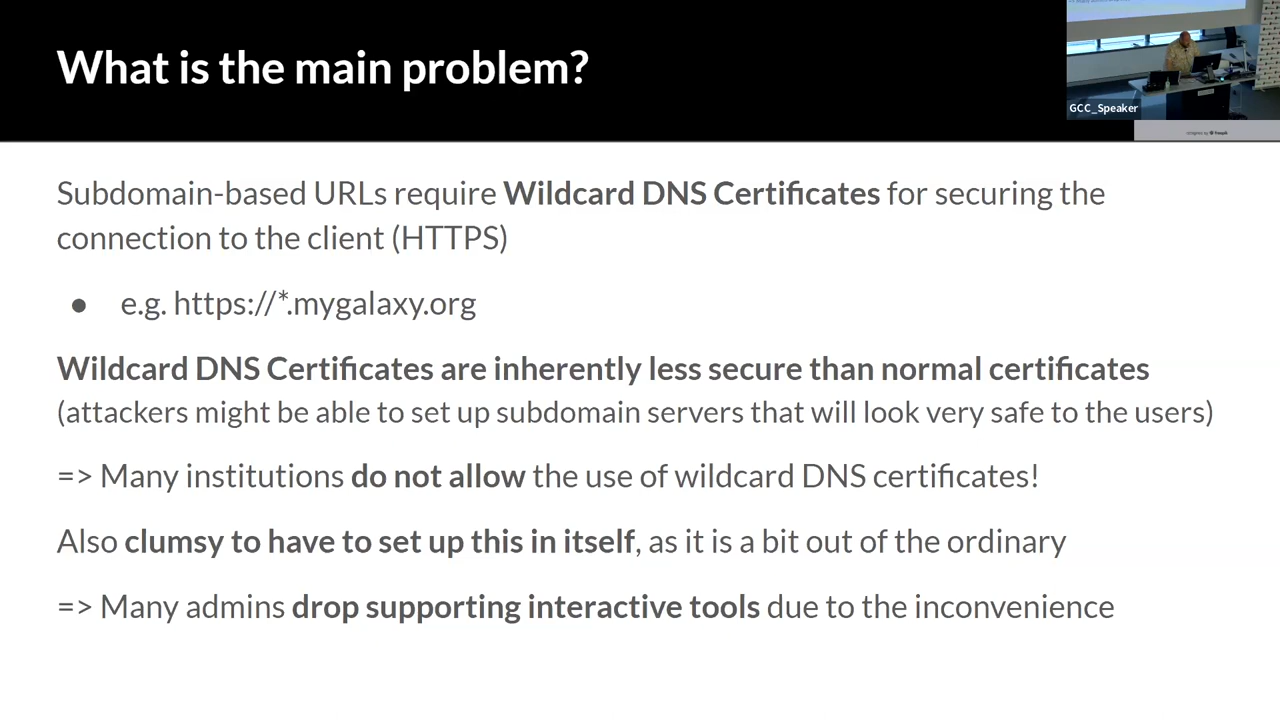 What is the main problem?
GCC_Speaker
Subdomain-based URLs require Wildcard DNS Certificates for securing the
connection to the client (HTTPS)
● e.g. https://*.mygalaxy.org
Wildcard DNS Certificates are inherently less secure than normal certificates
(attackers might be able to set up subdomain servers that will look very safe to the users)
=> Many institutions do not allow the use of wildcard DNS certificates!
Also clumsy to have to set up this in itself, as it is a bit out of the ordinary
=> Many admins drop supporting interactive tools due to the inconvenience